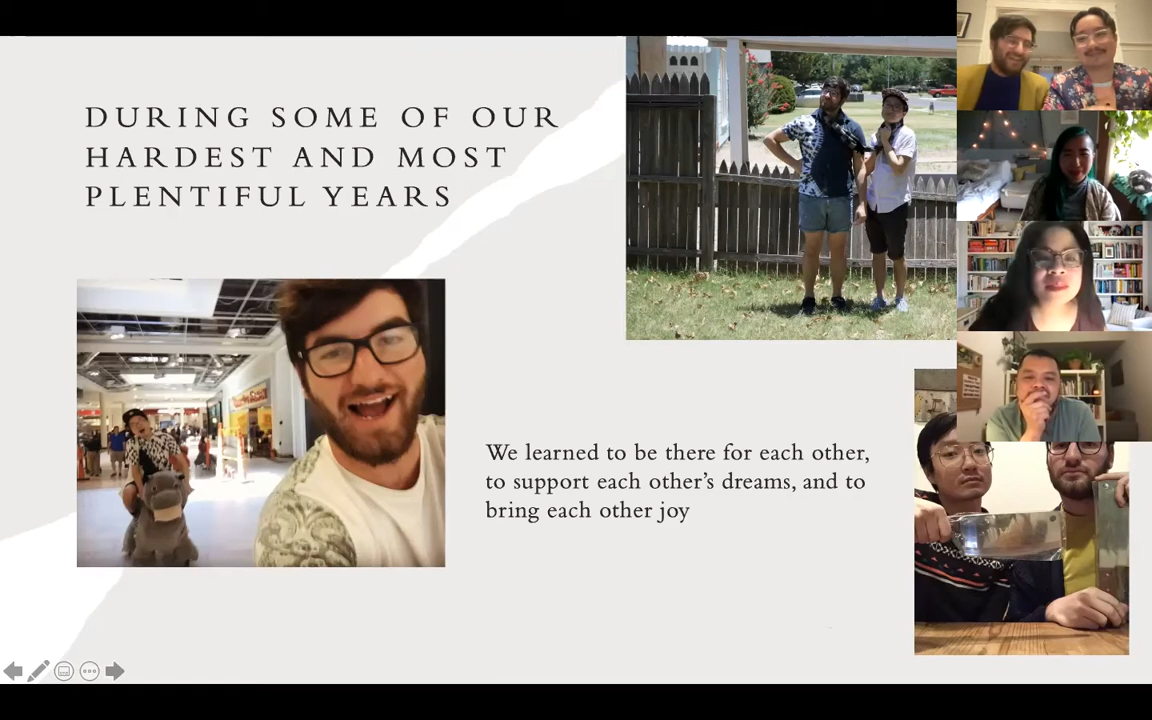 DURING SOME OF OUR
HARDEST AND MOST
PLENTIFUL YEARS
We learned to be there for each other,
to support each other's dreams, and to
bring each other joy